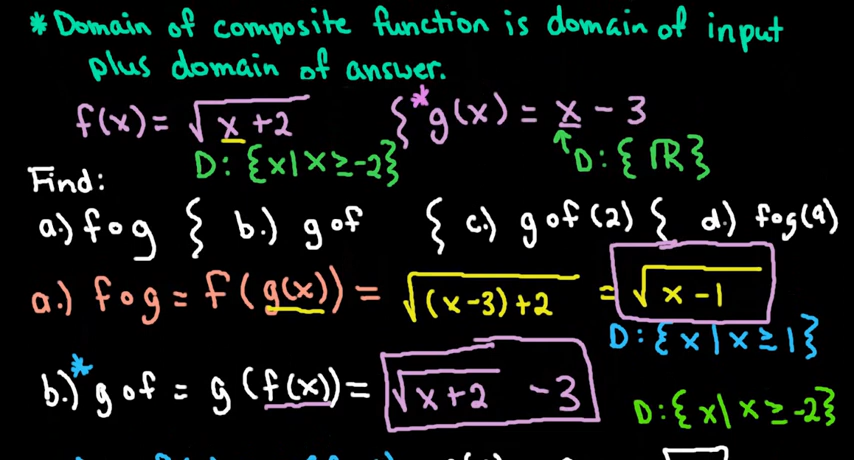 * Domain of composite function is domain of input
plus domain of answer.
f(x) = √(x+2) { * g(x) = x - 3
D: {x | x ≥ -2} ↑ D: {ℝ}
Find:
a.) f∘g { b.) g∘f { c.) g∘f(2) { d.) f∘g(9)
a.) f∘g = f(g(x)) = √((x-3)+2) = √(x-1)
D: {x | x ≥ 1}
b.) * g∘f = g(f(x)) = √(x+2) - 3
D: {x | x ≥ -2}